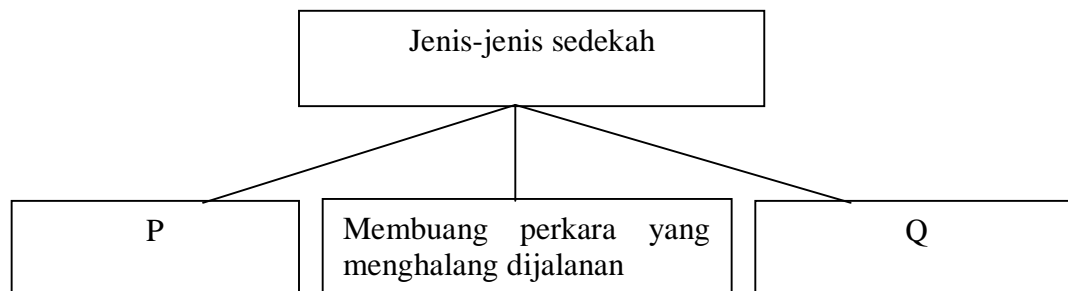 Jenis-jenis sedekah
P
Membuang perkara yang
menghalang dijalanan
Q